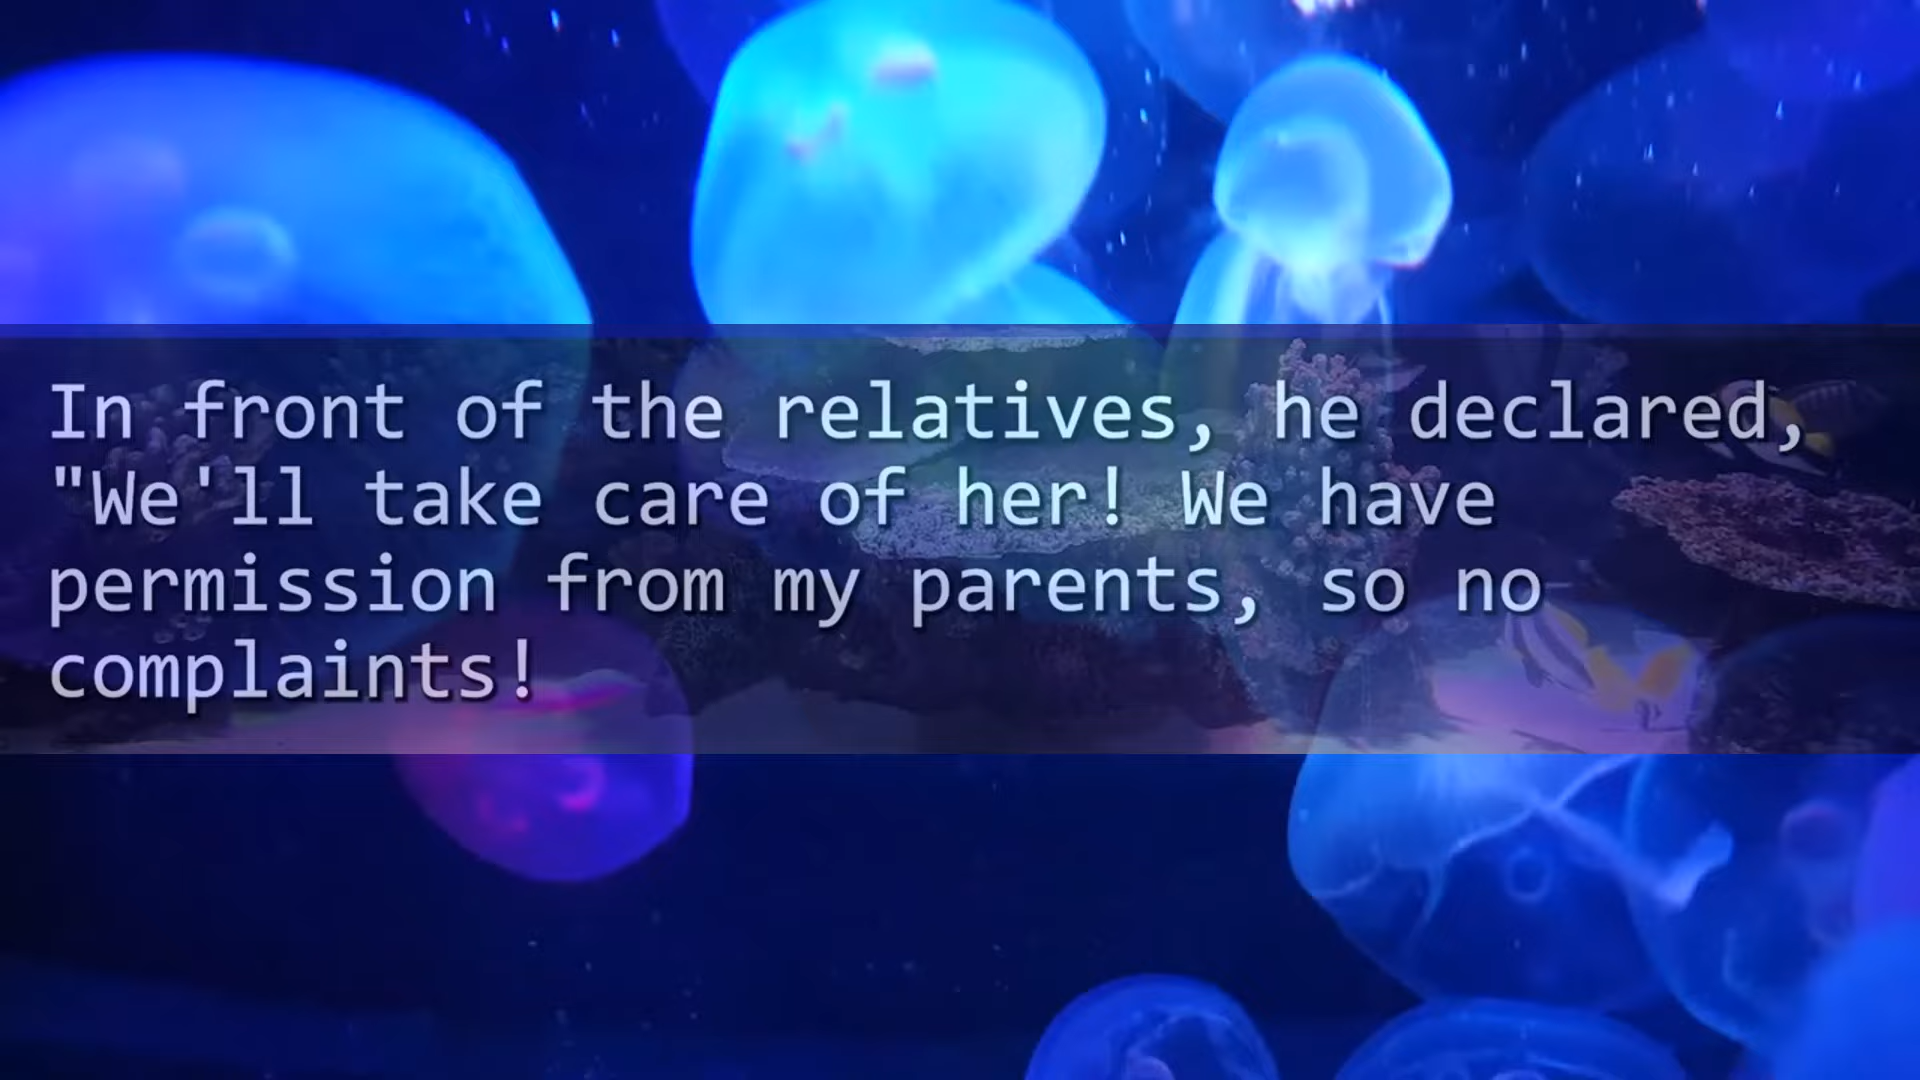 In front of the relatives, he declared,
"We'll take care of her! We have
permission from my parents, so no
complaints!